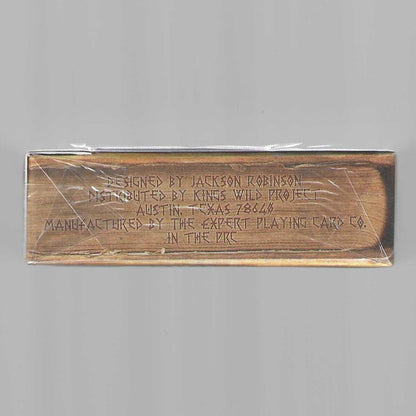 DESIGNED BY JACKSON ROBINSON
DISTRIBUTED BY KINGS WILD PROJECT
AUSTIN, TEXAS 78640
MANUFACTURED BY THE EXPERT PLAYING CARD CO.
IN THE PRC